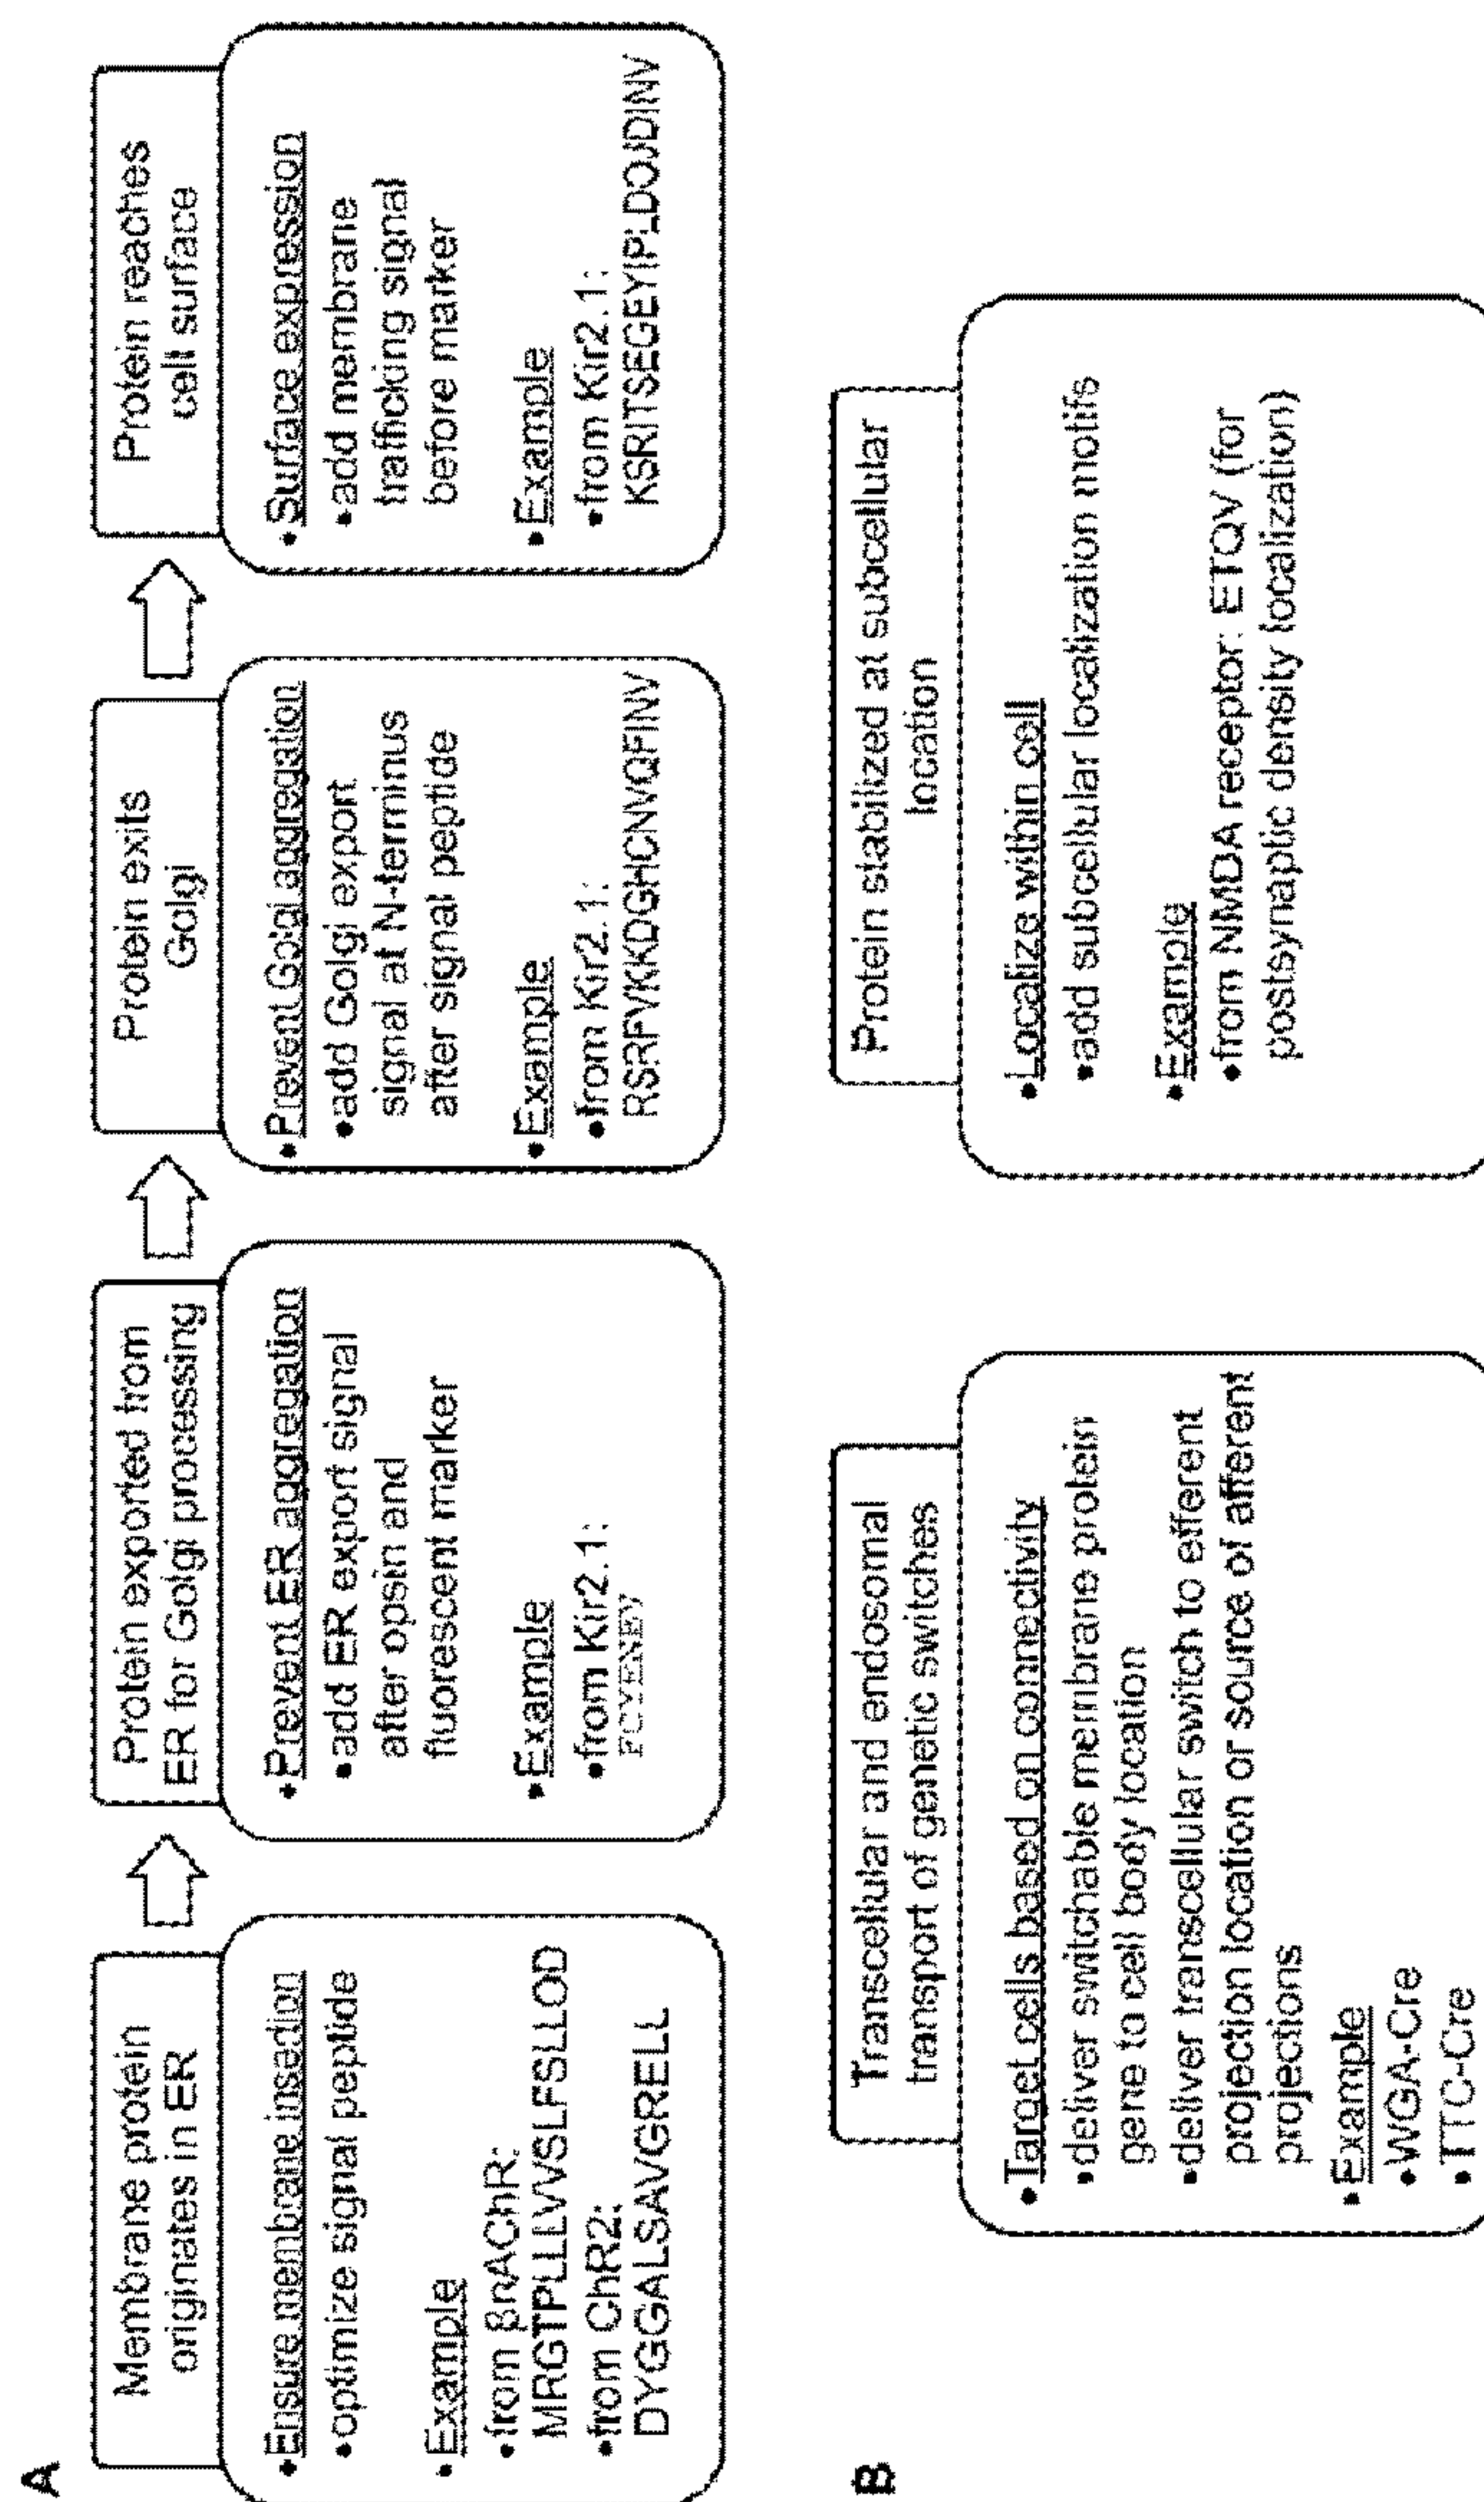 A
Membrane protein
originates in ER
•Ensure membrane insertion
•optimize signal peptide
•Example
•from βnAChR:
MRGTPLLLVVSLFSLLQD
•from ChR2:
DYGGALSAVGRELL
Protein exported from
ER for Golgi processing
•Prevent ER aggregation
•add ER export signal
after opsin and
fluorescent marker
•Example
•from Kir2.1:
FCYENEV
Protein exits
Golgi
•Prevent Golgi aggregation
•add Golgi export
signal at N-terminus
after signal peptide
•Example
•from Kir2.1:
RSRFVKKDGHCNVQFINV
Protein reaches
cell surface
•Surface expression
•add membrane
trafficking signal
before marker
•Example
•from Kir2.1:
KSRITSEGEYIPLDQIDINV
B
Transcellular and endosomal
transport of genetic switches
•Target cells based on connectivity
•deliver switchable membrane protein
gene to cell body location
•deliver transcellular switch to efferent
projection location or source of afferent
projections
•Example
•WGA-Cre
•TTC-Cre
Protein stabilized at subcellular
location
•Localize within cell
•add subcellular localization motifs
•Example
•from NMDA receptor: ETQV (for
postsynaptic density localization)